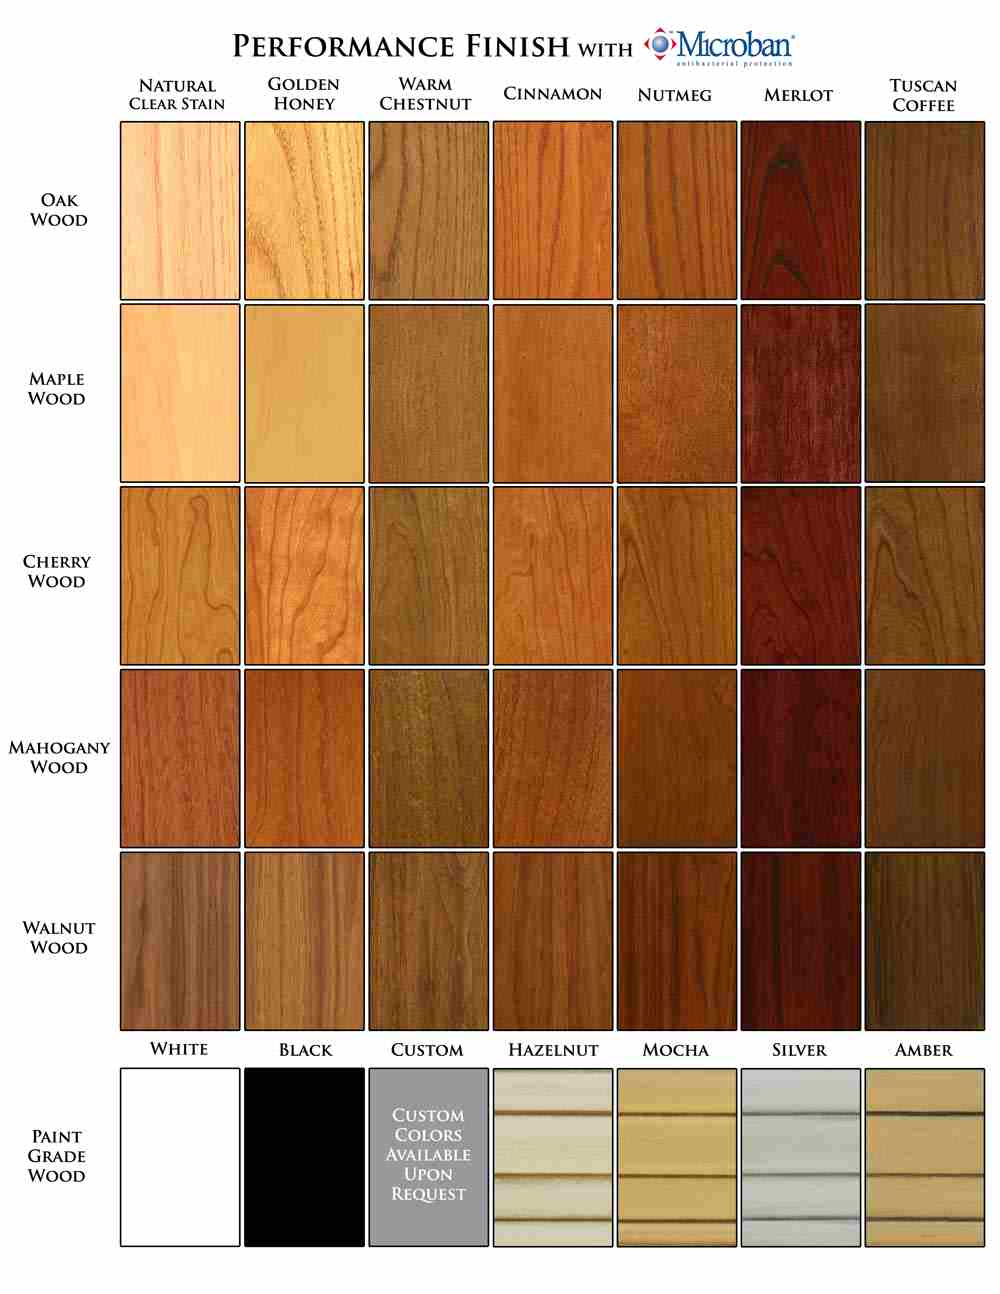 PERFORMANCE FINISH WITH Microban®
antibacterial protection
NATURAL
CLEAR STAIN
GOLDEN
HONEY
WARM
CHESTNUT
CINNAMON
NUTMEG
MERLOT
TUSCAN
COFFEE
OAK
WOOD
MAPLE
WOOD
CHERRY
WOOD
MAHOGANY
WOOD
WALNUT
WOOD
WHITE
BLACK
CUSTOM
HAZELNUT
MOCHA
SILVER
AMBER
PAINT
GRADE
WOOD
CUSTOM
COLORS
AVAILABLE
UPON
REQUEST